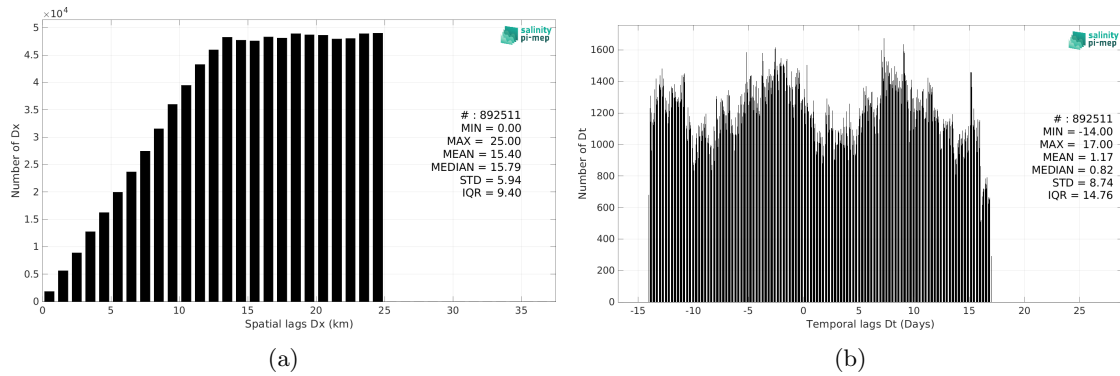 ×10⁴
5
4.5
4
3.5
3
2.5
2
1.5
1
0.5
0
Number of Dx
0 5 10 15 20 25 30 35
Spatial lags Dx (km)
salinity
pi-mep
# : 892511
MIN = 0.00
MAX = 25.00
MEAN = 15.40
MEDIAN = 15.79
STD = 5.94
IQR = 9.40
(a)
1600
1400
1200
1000
800
600
400
200
0
Number of Dt
-15 -10 -5 0 5 10 15 20 25
Temporal lags Dt (Days)
salinity
pi-mep
# : 892511
MIN = -14.00
MAX = 17.00
MEAN = 1.17
MEDIAN = 0.82
STD = 8.74
IQR = 14.76
(b)